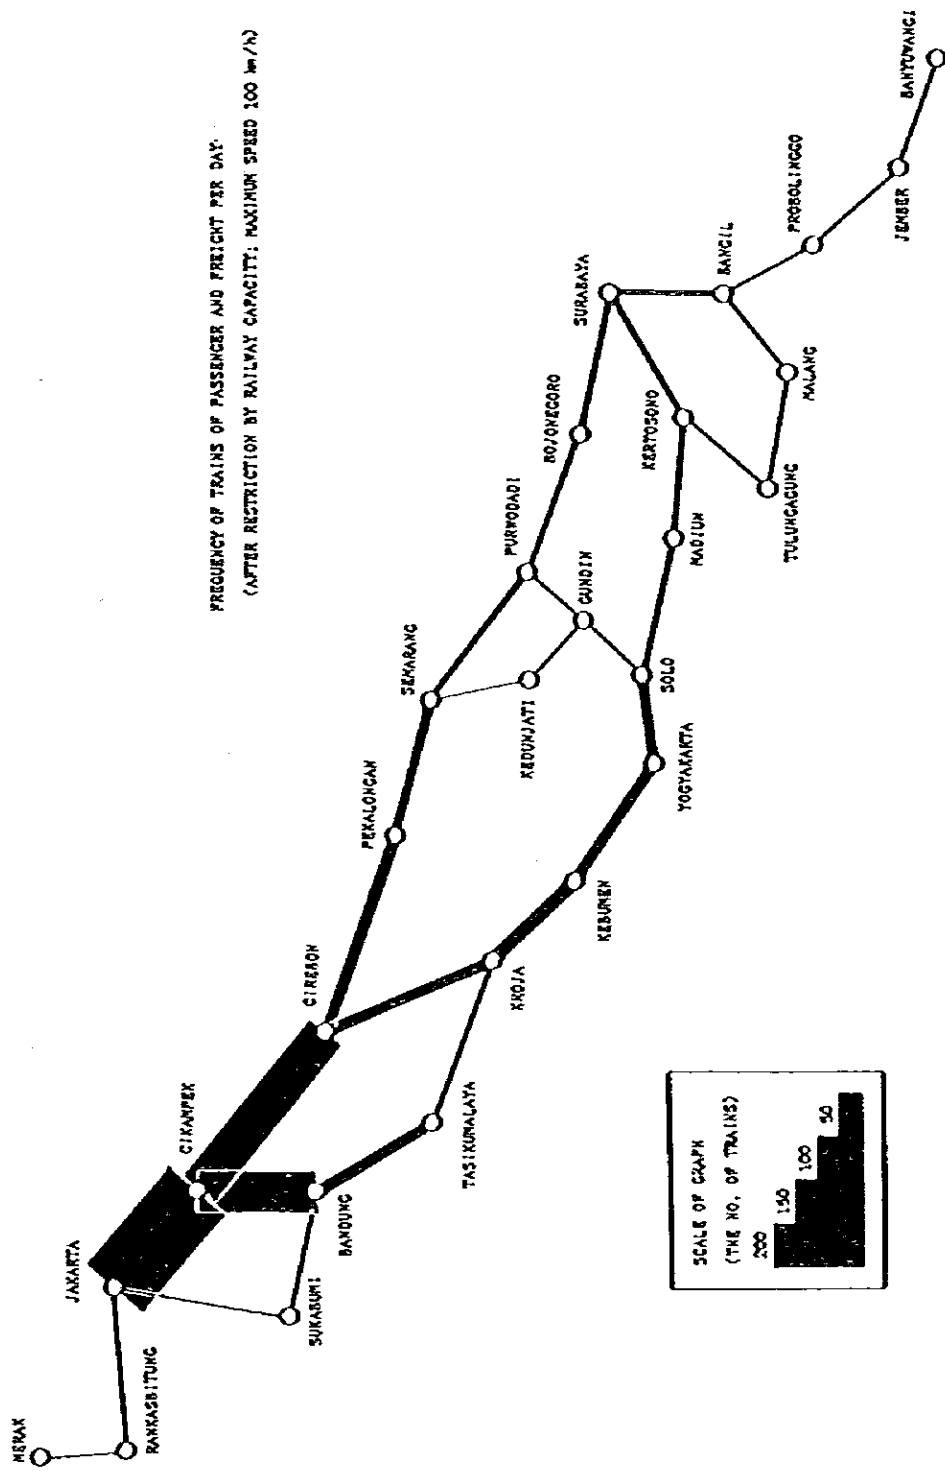 FREQUENCY OF TRAINS OF PASSENGER AND FREIGHT PER DAY
(AFTER RESTRICTION BY RAILWAY CAPACITY; MAXIMUM SPEED 100 km/h)
MERAK
RANKASBITUNG
JAKARTA
SUKABUMI
CIKAMPEK
BANDUNG
TASIKUMALAYA
CIREBON
KROJA
KEBUMEN
PEKALONGAN
YOGYAKARTA
SEMARANG
KEDUNJATI
SOLO
GUNDIN
PURWODADI
MADIUN
BOJONEGORO
KERTOSONO
TULUNGAGUNG
SURABAYA
MALANG
BANGIL
PROBOLINGGO
JEMBER
BANYUWANGI
SCALE OF GRAPH
(THE NO. OF TRAINS)
200
150
100
50